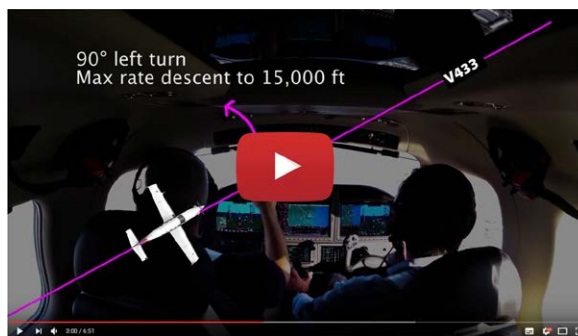 90° left turn
Max rate descent to 15,000 ft
V433
3:00 / 6:51